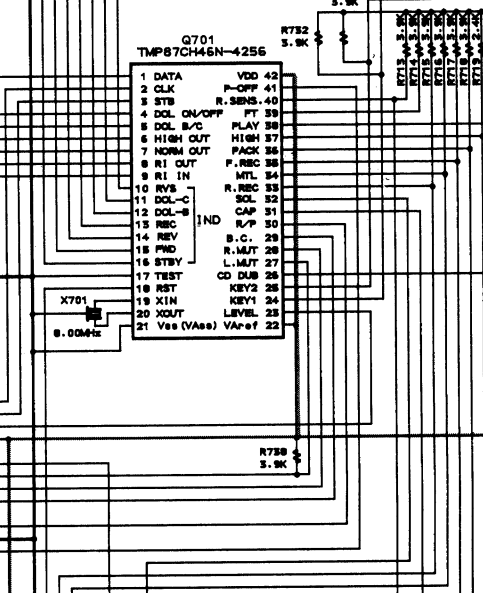 3.9K
Q701
TMP87CH46N-4256
R732
3.9K
R713 3.9K
R714 3.9K
R715 3.9K
R716 3.9K
R717 3.9K
R718 3.9K
R719 2.4K
1 DATA VDD 42
2 CLK P-OFF 41
3 STB R.SENS. 40
4 DOL ON/OFF FT 39
5 DOL B/C PLAY 38
6 HIGH OUT HIGH 37
7 NORM OUT PACK 36
8 RI OUT F.REC 35
9 RI IN MTL 34
10 RVS R.REC 33
11 DOL-C SOL 32
12 DOL-B CAP 31
13 REC R/P 30
14 REV B.C. 29
15 FWD R.MUT 28
16 STBY L.MUT 27
IND
17 TEST CD DUB 26
18 RST KEY2 25
19 XIN KEY1 24
20 XOUT LEVEL 23
21 Vss (VAss) VAref 22
X701
8.00MHz
R738
3.9K